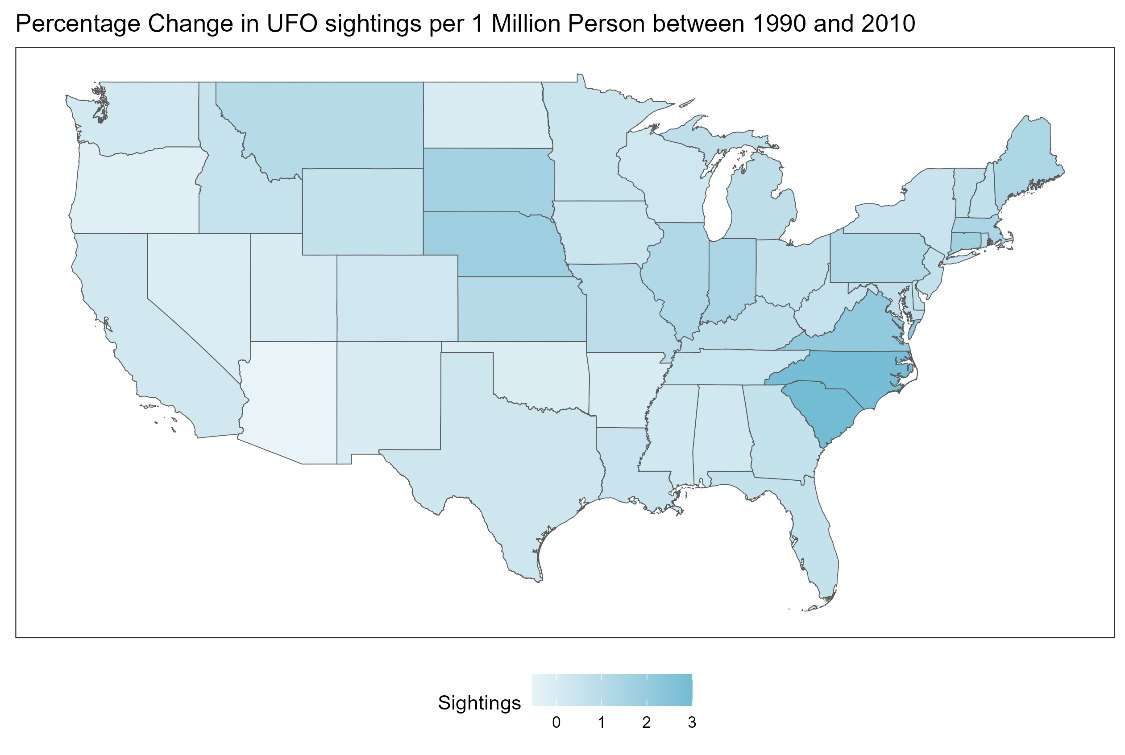 Percentage Change in UFO sightings per 1 Million Person between 1990 and 2010
Sightings
0 1 2 3